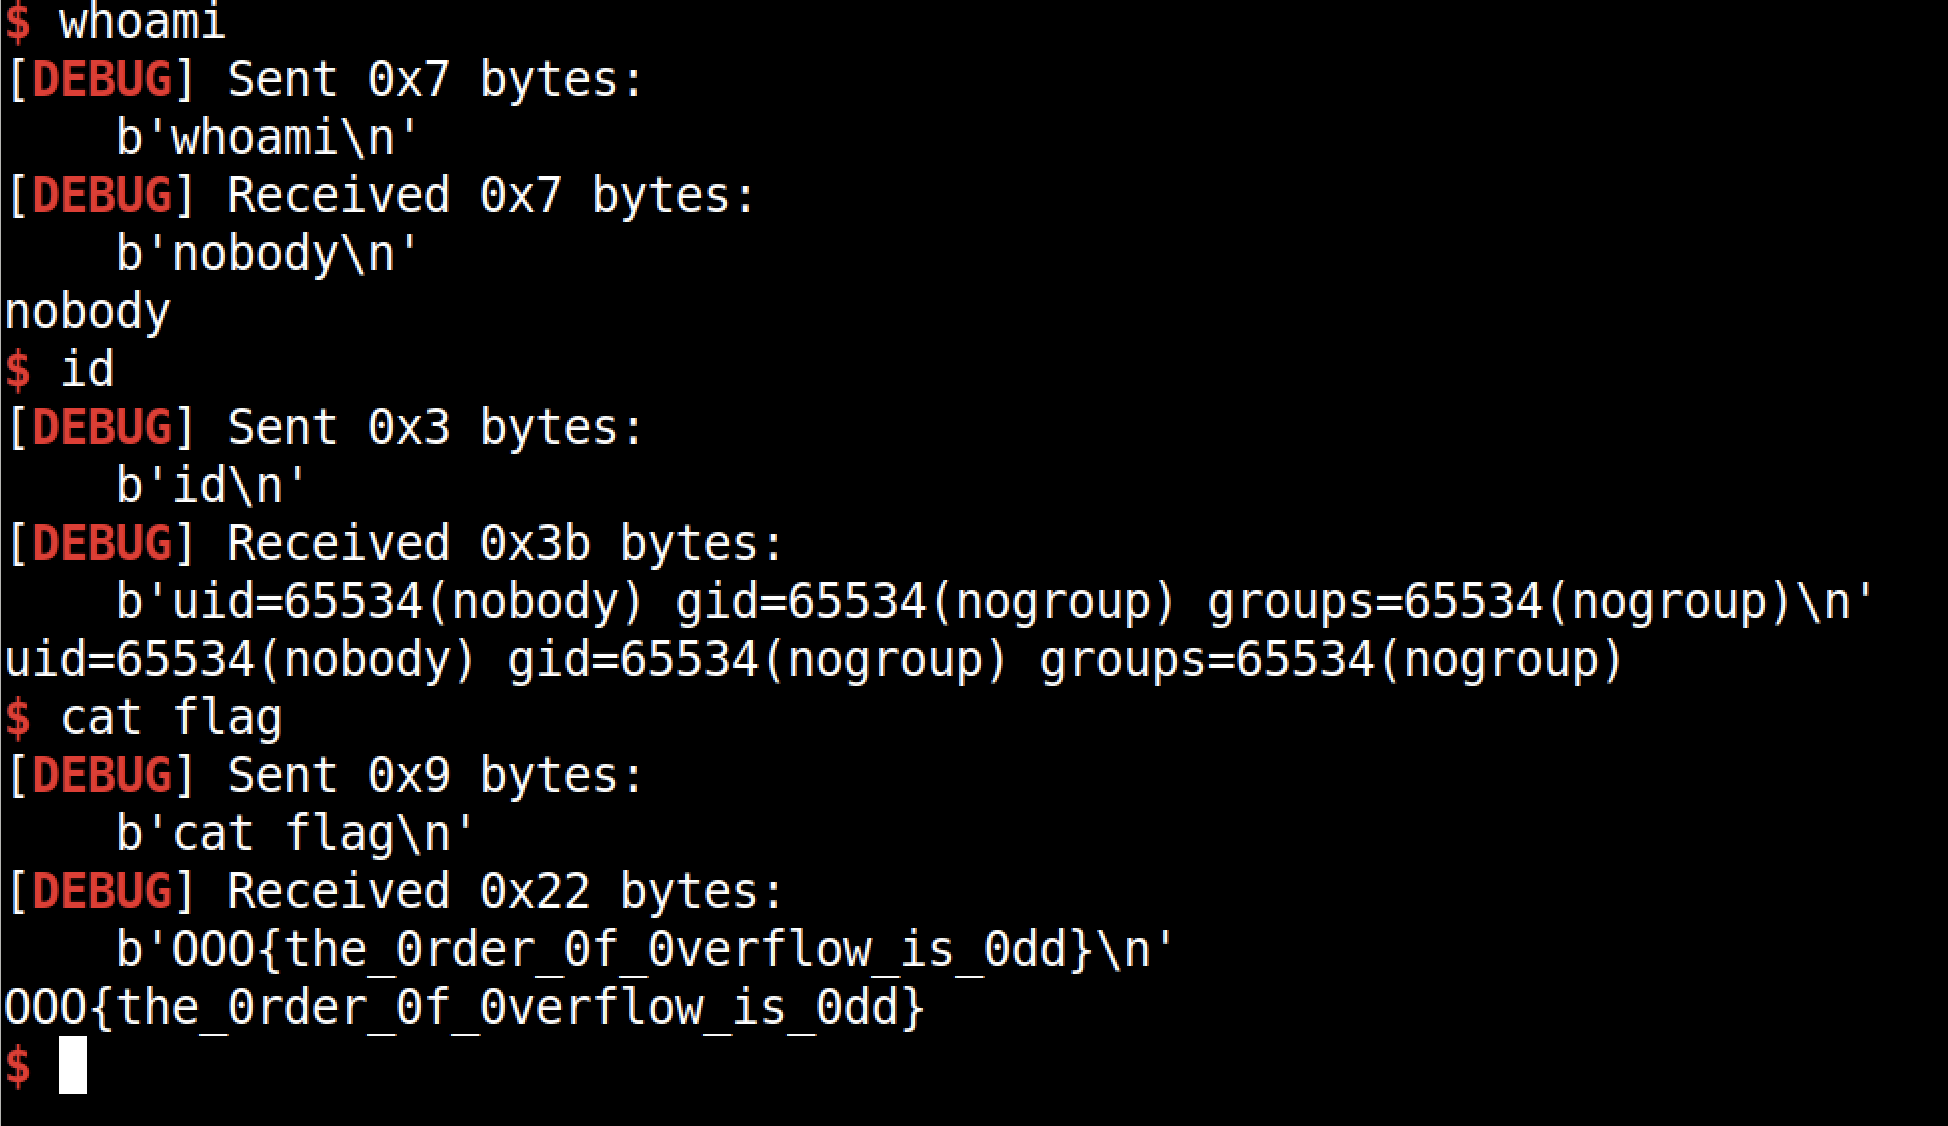 $ whoami
[DEBUG] Sent 0x7 bytes:
    b'whoami\n'
[DEBUG] Received 0x7 bytes:
    b'nobody\n'
nobody
$ id
[DEBUG] Sent 0x3 bytes:
    b'id\n'
[DEBUG] Received 0x3b bytes:
    b'uid=65534(nobody) gid=65534(nogroup) groups=65534(nogroup)\n'
uid=65534(nobody) gid=65534(nogroup) groups=65534(nogroup)
$ cat flag
[DEBUG] Sent 0x9 bytes:
    b'cat flag\n'
[DEBUG] Received 0x22 bytes:
    b'OOO{the_0rder_0f_0verflow_is_0dd}\n'
OOO{the_0rder_0f_0verflow_is_0dd}
$